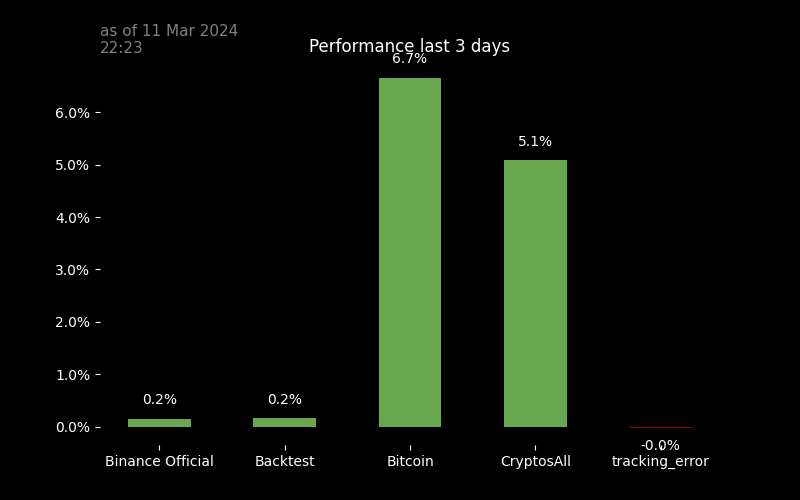 as of 11 Mar 2024
22:23
Performance last 3 days
6.7%
6.0%
5.1%
5.0%
4.0%
3.0%
2.0%
1.0%
0.2%
0.2%
0.0%
-0.0%
Binance Official
Backtest
Bitcoin
CryptosAll
tracking_error